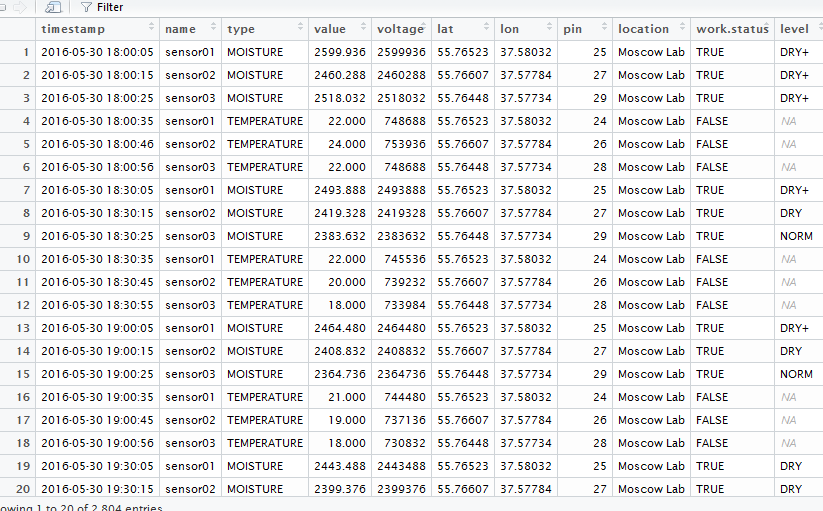 Filter
timestamp name type value voltage lat lon pin location work.status level
1 2016-05-30 18:00:05 sensor01 MOISTURE 2599.936 2599936 55.76523 37.58032 25 Moscow Lab TRUE DRY+
2 2016-05-30 18:00:15 sensor02 MOISTURE 2460.288 2460288 55.76607 37.57784 27 Moscow Lab TRUE DRY+
3 2016-05-30 18:00:25 sensor03 MOISTURE 2518.032 2518032 55.76448 37.57734 29 Moscow Lab TRUE DRY+
4 2016-05-30 18:00:35 sensor01 TEMPERATURE 22.000 748688 55.76523 37.58032 24 Moscow Lab FALSE NA
5 2016-05-30 18:00:46 sensor02 TEMPERATURE 24.000 753936 55.76607 37.57784 26 Moscow Lab FALSE NA
6 2016-05-30 18:00:56 sensor03 TEMPERATURE 22.000 748688 55.76448 37.57734 28 Moscow Lab FALSE NA
7 2016-05-30 18:30:05 sensor01 MOISTURE 2493.888 2493888 55.76523 37.58032 25 Moscow Lab TRUE DRY+
8 2016-05-30 18:30:15 sensor02 MOISTURE 2419.328 2419328 55.76607 37.57784 27 Moscow Lab TRUE DRY
9 2016-05-30 18:30:25 sensor03 MOISTURE 2383.632 2383632 55.76448 37.57734 29 Moscow Lab TRUE NORM
10 2016-05-30 18:30:35 sensor01 TEMPERATURE 22.000 745536 55.76523 37.58032 24 Moscow Lab FALSE NA
11 2016-05-30 18:30:45 sensor02 TEMPERATURE 20.000 739232 55.76607 37.57784 26 Moscow Lab FALSE NA
12 2016-05-30 18:30:55 sensor03 TEMPERATURE 18.000 733984 55.76448 37.57734 28 Moscow Lab FALSE NA
13 2016-05-30 19:00:05 sensor01 MOISTURE 2464.480 2464480 55.76523 37.58032 25 Moscow Lab TRUE DRY+
14 2016-05-30 19:00:15 sensor02 MOISTURE 2408.832 2408832 55.76607 37.57784 27 Moscow Lab TRUE DRY
15 2016-05-30 19:00:25 sensor03 MOISTURE 2364.736 2364736 55.76448 37.57734 29 Moscow Lab TRUE NORM
16 2016-05-30 19:00:35 sensor01 TEMPERATURE 21.000 744480 55.76523 37.58032 24 Moscow Lab FALSE NA
17 2016-05-30 19:00:45 sensor02 TEMPERATURE 19.000 737136 55.76607 37.57784 26 Moscow Lab FALSE NA
18 2016-05-30 19:00:56 sensor03 TEMPERATURE 18.000 730832 55.76448 37.57734 28 Moscow Lab FALSE NA
19 2016-05-30 19:30:05 sensor01 MOISTURE 2443.488 2443488 55.76523 37.58032 25 Moscow Lab TRUE DRY
20 2016-05-30 19:30:15 sensor02 MOISTURE 2399.376 2399376 55.76607 37.57784 27 Moscow Lab TRUE DRY
owing 1 to 20 of 2,804 entries